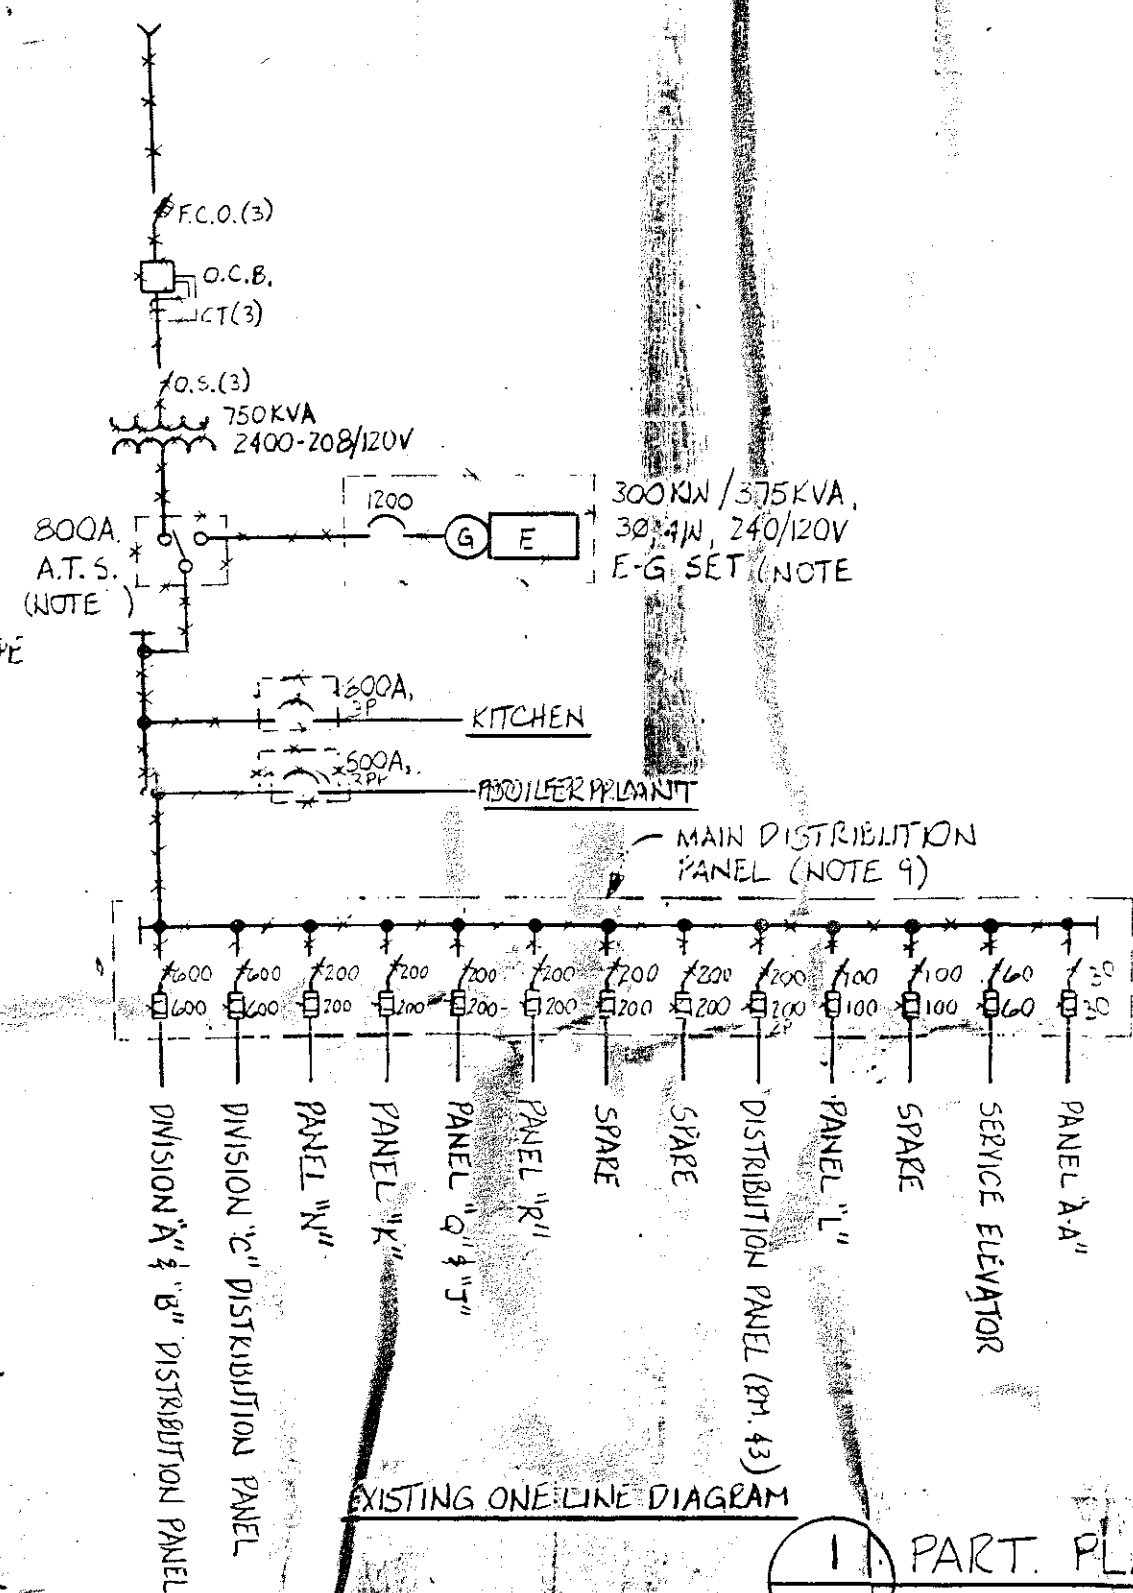 F.C.O.(3)
O.C.B.
CT(3)
O.S.(3)
750KVA
2400-208/120V
1200
G
E
300KW/375KVA,
3Ø,4W, 240/120V
E-G SET (NOTE
800A.
A.T.S.
(NOTE )
600A,
3P
KITCHEN
BOILER PLANT
MAIN DISTRIBUTION
PANEL (NOTE 9)
600 600 200 200 200 200 200 200 200 100 100 60 30
600 600 200 200 200 200 200 200 200 100 100 60 30
DIVISION "A" & "B" DISTRIBUTION PANEL
DIVISION "C" DISTRIBUTION PANEL
PANEL "N"
PANEL "K"
PANEL "Q" & "J"
PANEL "R"
SPARE
SPARE
DISTRIBUTION PANEL (RM. 43)
PANEL "L"
SPARE
SERVICE ELEVATOR
PANEL A-A"
EXISTING ONE LINE DIAGRAM
1
PART. PL